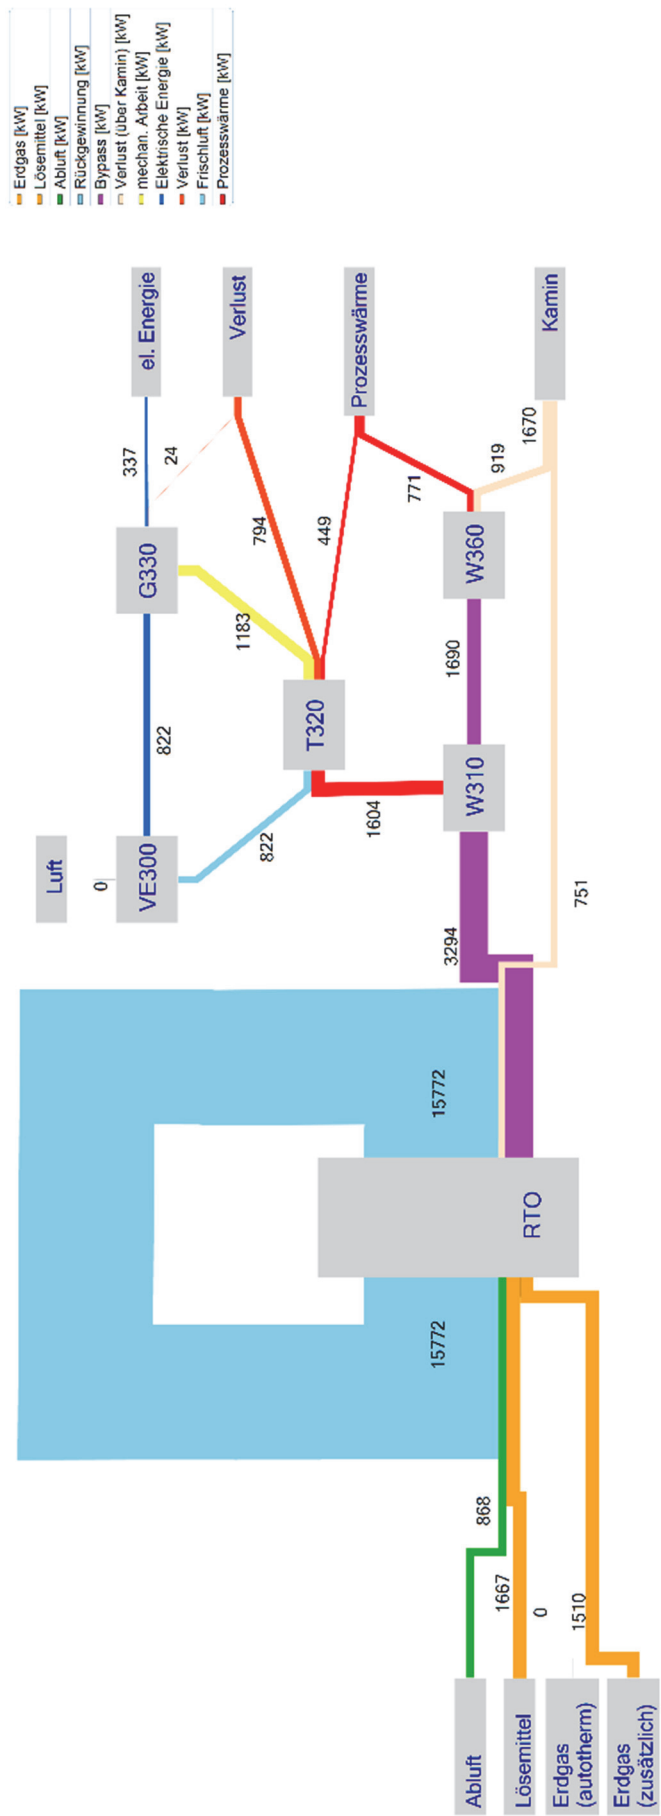 Erdgas [kW]
Lösemittel [kW]
Abluft [kW]
Rückgewinnung [kW]
Bypass [kW]
Verlust (über Kamin) [kW]
mechan. Arbeit [kW]
Elektrische Energie [kW]
Verlust [kW]
Frischluft [kW]
Prozesswärme [kW]
Luft
0
VE300
822
G330
337
24
el. Energie
Verlust
822
1183
794
T320
449
Prozesswärme
1604
771
15772
15772
3294
W310
1690
W360
919
1670
Kamin
751
RTO
Abluft
868
Lösemittel
1667
Erdgas
(autotherm)
0
Erdgas
(zusätzlich)
1510